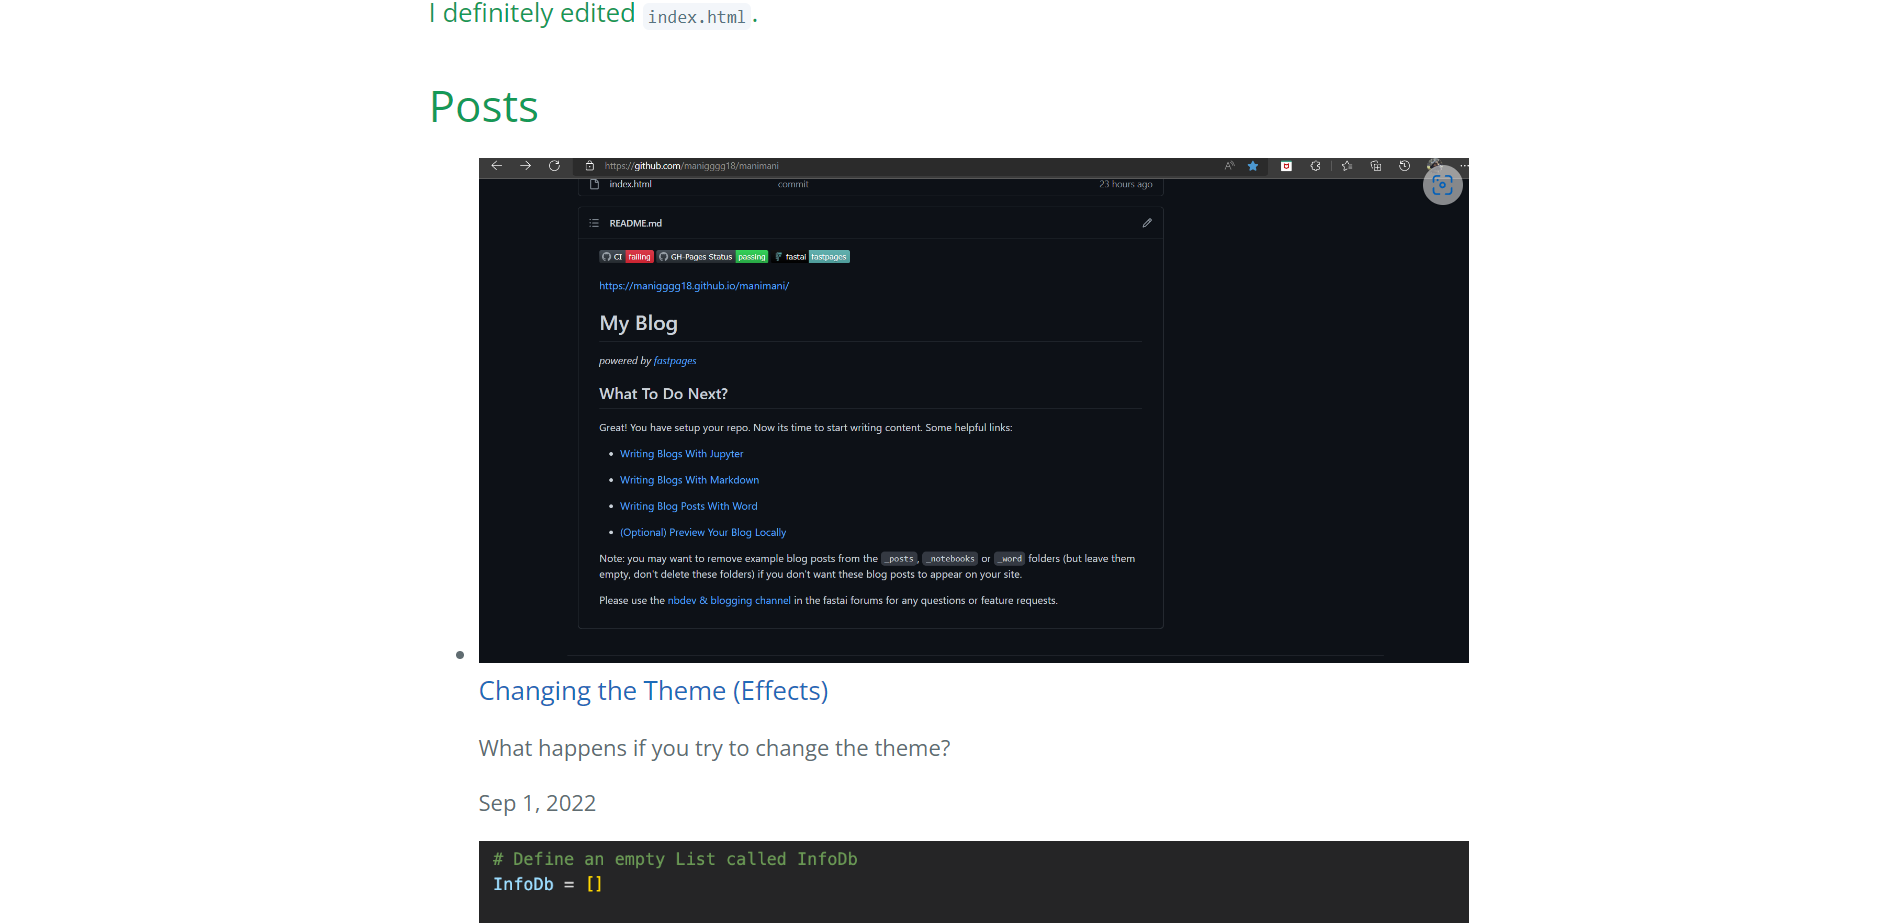 I definitely edited index.html.
Posts
https://github.com/manigggg18/manimani
index.html commit 23 hours ago
README.md
CI failing GH-Pages Status passing fastai fastpages
https://manigggg18.github.io/manimani/
My Blog
powered by fastpages
What To Do Next?
Great! You have setup your repo. Now its time to start writing content. Some helpful links:
• Writing Blogs With Jupyter
• Writing Blogs With Markdown
• Writing Blog Posts With Word
• (Optional) Preview Your Blog Locally
Note: you may want to remove example blog posts from the _posts, _notebooks or _word folders (but leave them
empty, don't delete these folders) if you don't want these blog posts to appear on your site.
Please use the nbdev & blogging channel in the fastai forums for any questions or feature requests.
Changing the Theme (Effects)
What happens if you try to change the theme?
Sep 1, 2022
# Define an empty List called InfoDb
InfoDb = []